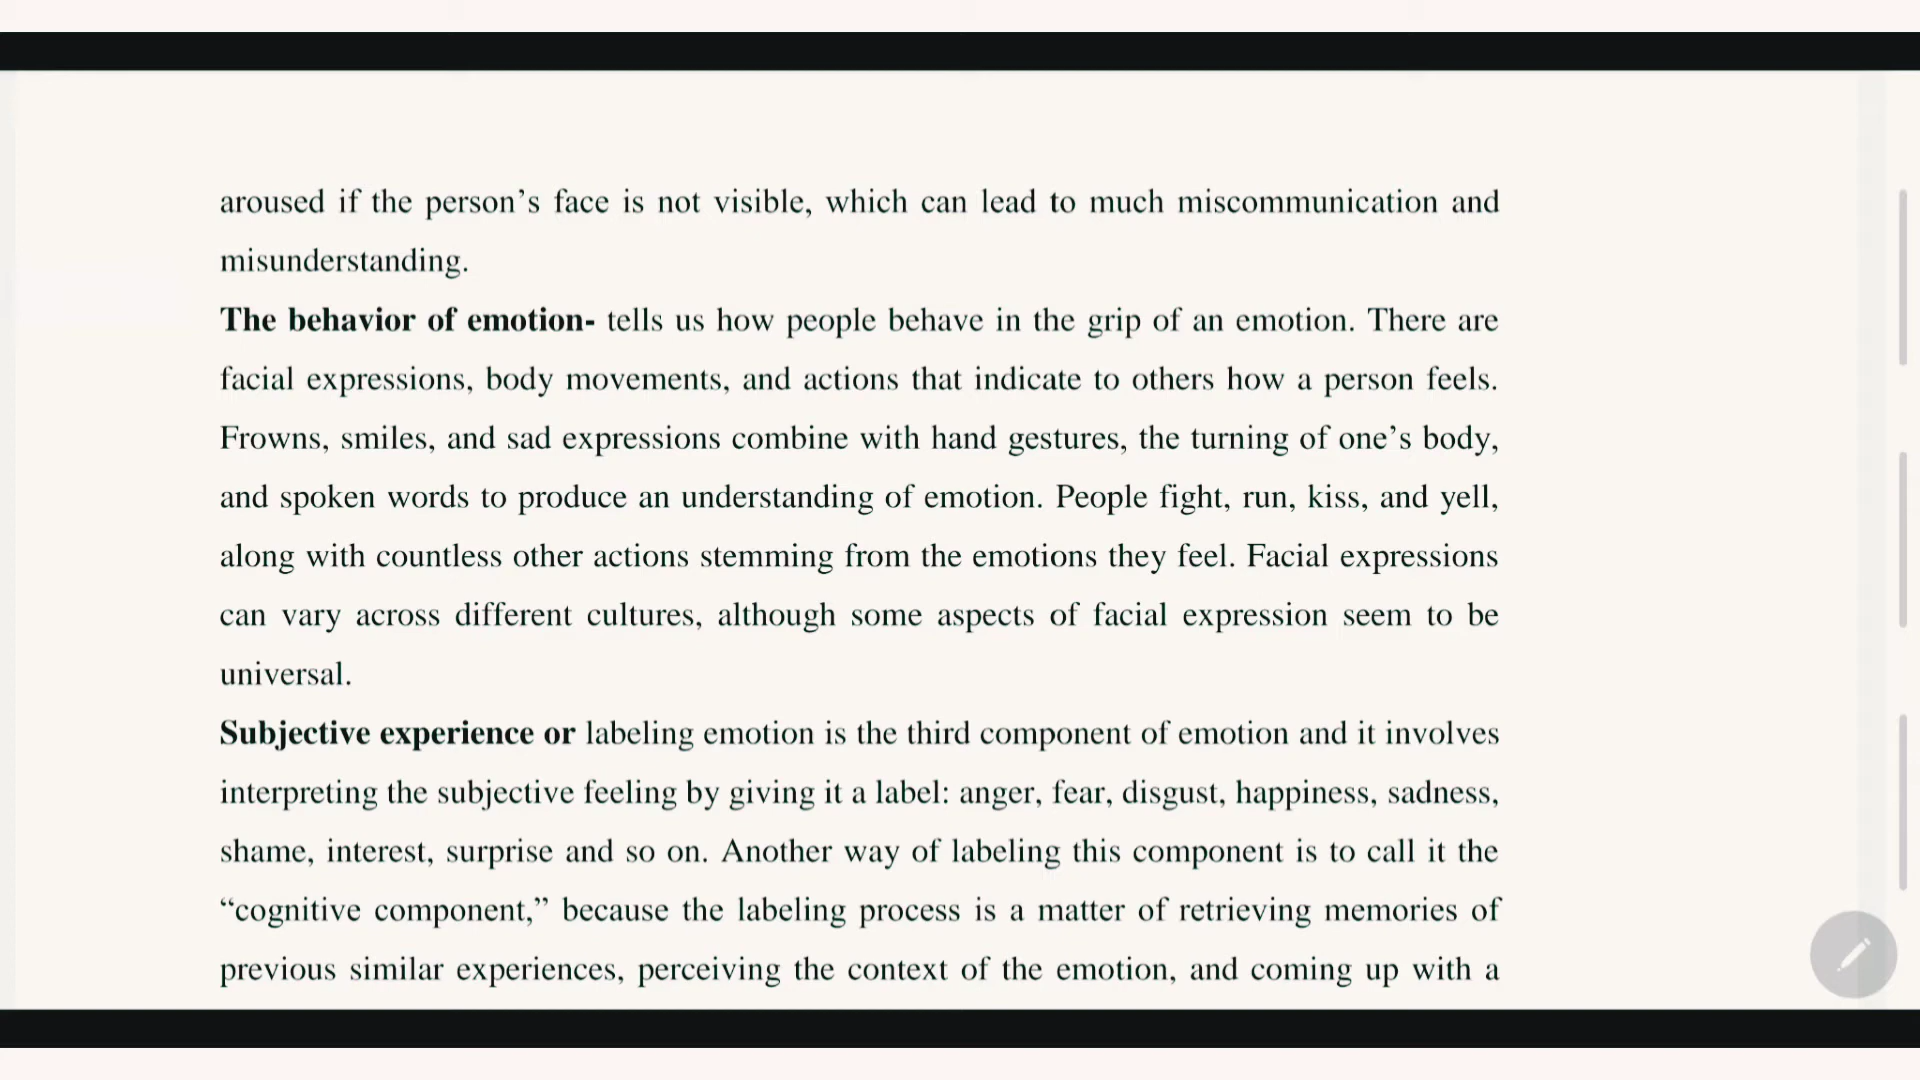 aroused if the person’s face is not visible, which can lead to much miscommunication and
misunderstanding.
The behavior of emotion- tells us how people behave in the grip of an emotion. There are
facial expressions, body movements, and actions that indicate to others how a person feels.
Frowns, smiles, and sad expressions combine with hand gestures, the turning of one’s body,
and spoken words to produce an understanding of emotion. People fight, run, kiss, and yell,
along with countless other actions stemming from the emotions they feel. Facial expressions
can vary across different cultures, although some aspects of facial expression seem to be
universal.
Subjective experience or labeling emotion is the third component of emotion and it involves
interpreting the subjective feeling by giving it a label: anger, fear, disgust, happiness, sadness,
shame, interest, surprise and so on. Another way of labeling this component is to call it the
“cognitive component,” because the labeling process is a matter of retrieving memories of
previous similar experiences, perceiving the context of the emotion, and coming up with a